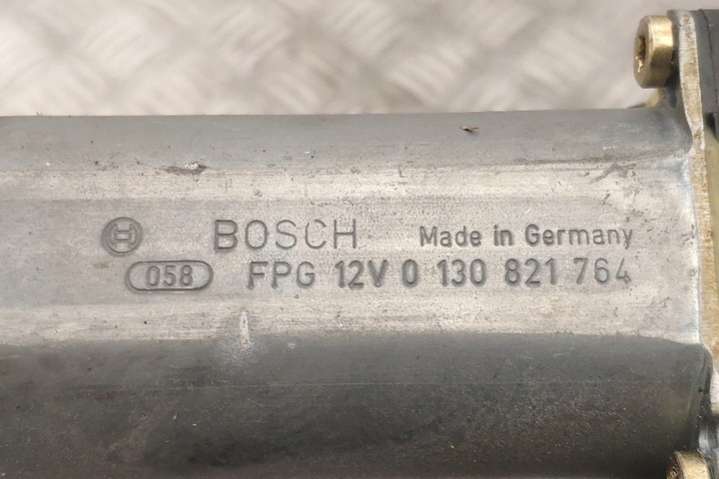 BOSCH Made in Germany
058 FPG 12V 0 130 821 764